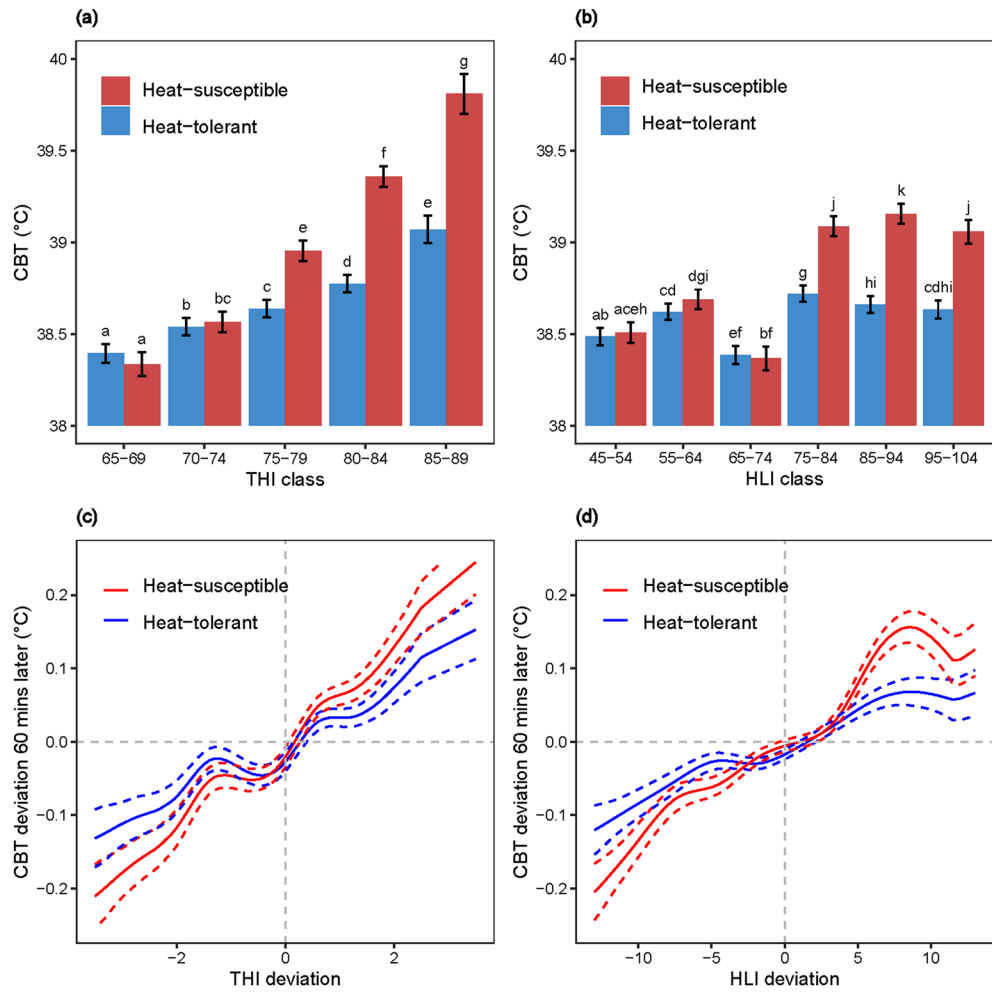 (a)
40
39.5
39
38.5
38
CBT (°C)
Heat−susceptible
Heat−tolerant
a
a
b
bc
c
e
d
f
e
g
65−69
70−74
75−79
80−84
85−89
THI class
(b)
40
39.5
39
38.5
38
CBT (°C)
Heat−susceptible
Heat−tolerant
ab
aceh
cd
dgi
ef
bf
g
j
hi
k
cdhi
j
45−54
55−64
65−74
75−84
85−94
95−104
HLI class
(c)
0.2
0.1
0.0
−0.1
−0.2
CBT deviation 60 mins later (°C)
Heat−susceptible
Heat−tolerant
−2
0
2
THI deviation
(d)
0.2
0.1
0.0
−0.1
−0.2
CBT deviation 60 mins later (°C)
Heat−susceptible
Heat−tolerant
−10
−5
0
5
10
HLI deviation